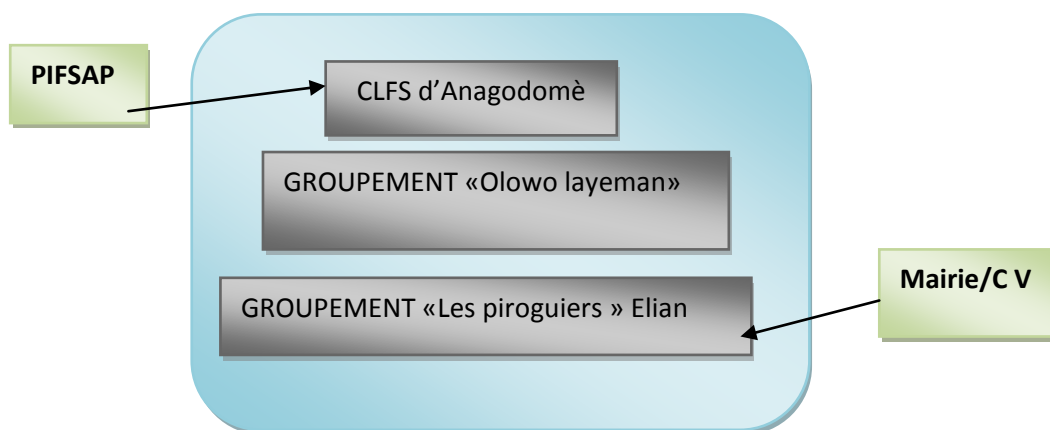 PIFSAP
CLFS d’Anagodomè
GROUPEMENT «Olowo layeman»
GROUPEMENT «Les piroguiers » Elian
Mairie/C V